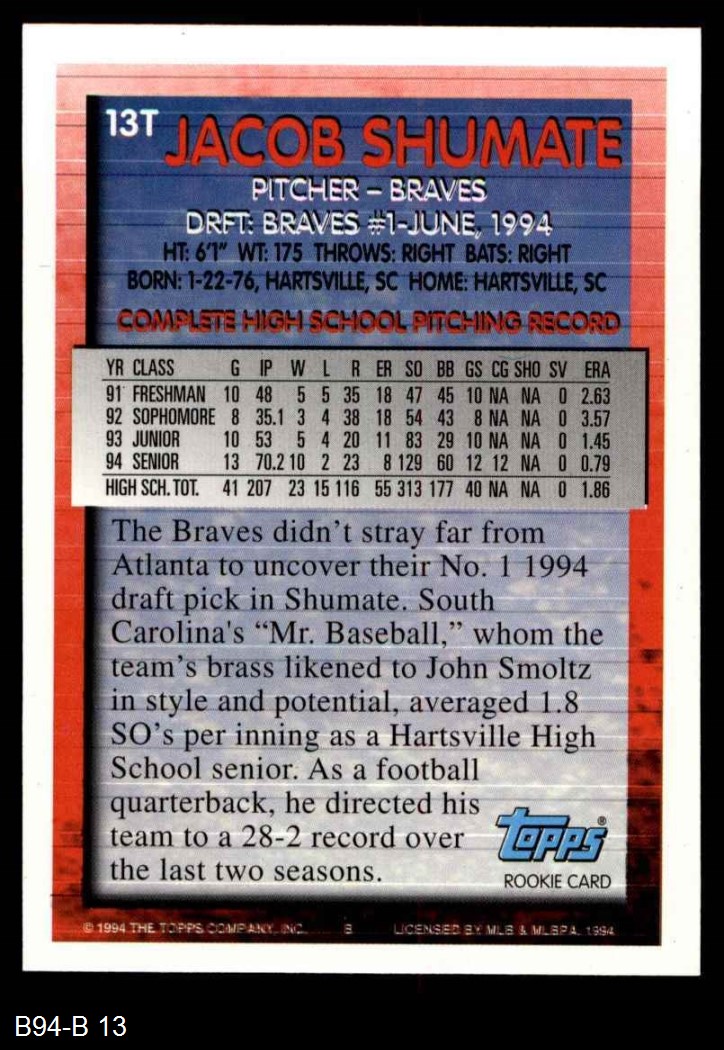 13T
JACOB SHUMATE
PITCHER – BRAVES
DRFT: BRAVES #1-JUNE, 1994
HT: 6'1" WT: 175 THROWS: RIGHT BATS: RIGHT
BORN: 1-22-76, HARTSVILLE, SC HOME: HARTSVILLE, SC
COMPLETE HIGH SCHOOL PITCHING RECORD
YR CLASS G IP W L R ER SO BB GS CG SHO SV ERA
91 FRESHMAN 10 48 5 5 35 18 47 45 10 NA NA 0 2.63
92 SOPHOMORE 8 35.1 3 4 38 18 54 43 8 NA NA 0 3.57
93 JUNIOR 10 53 5 4 20 11 83 29 10 NA NA 0 1.45
94 SENIOR 13 70.2 10 2 23 8 129 60 12 12 NA 0 0.79
HIGH SCH. TOT. 41 207 23 15 116 55 313 177 40 NA NA 0 1.86
The Braves didn't stray far from
Atlanta to uncover their No. 1 1994
draft pick in Shumate. South
Carolina's “Mr. Baseball,” whom the
team's brass likened to John Smoltz
in style and potential, averaged 1.8
SO's per inning as a Hartsville High
School senior. As a football
quarterback, he directed his
team to a 28-2 record over
the last two seasons.
Topps®
ROOKIE CARD
© 1994 THE TOPPS COMPANY, INC. B LICENSED BY MLB & MLBPA, 1994
B94-B 13